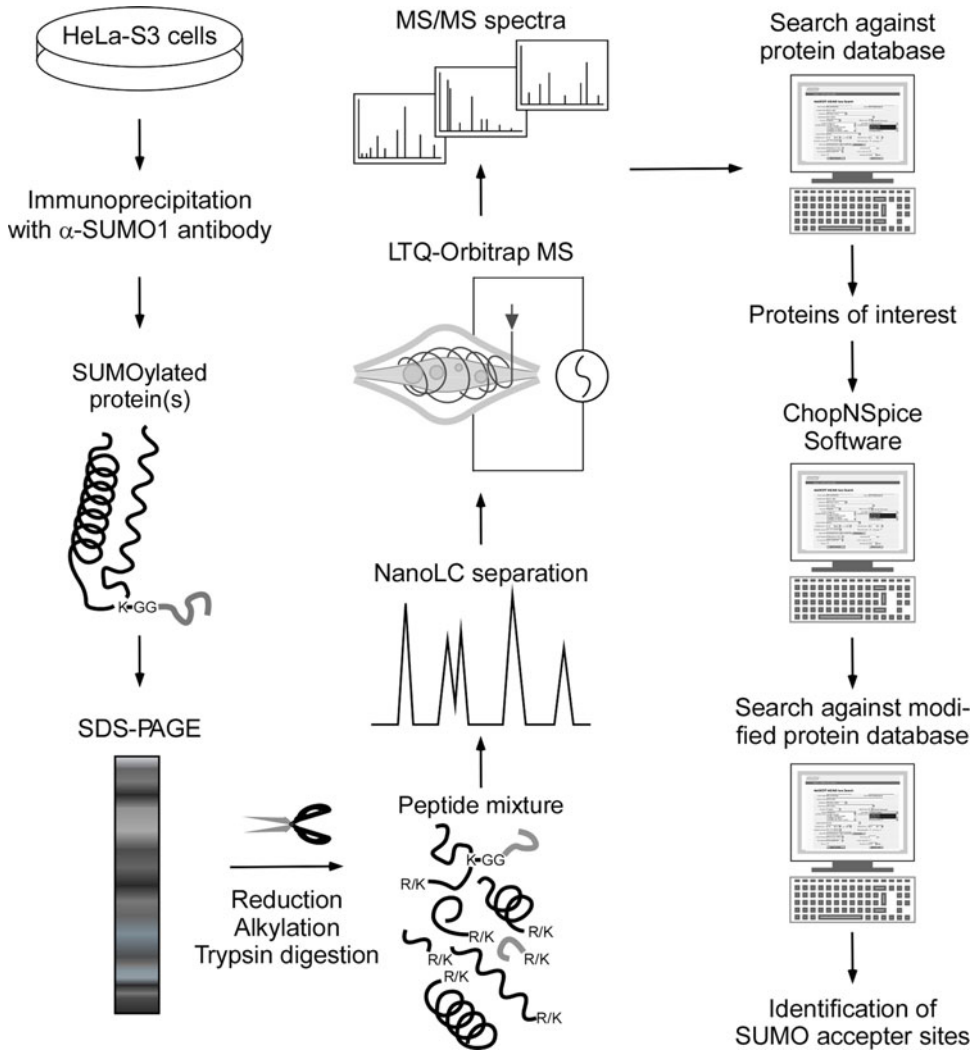 HeLa-S3 cells
Immunoprecipitation
with α-SUMO1 antibody
SUMOylated
protein(s)
K-GG
SDS-PAGE
Reduction
Alkylation
Trypsin digestion
Peptide mixture
K-GG
R/K
R/K
R/K
R/K
R/K
R/K
R/K
NanoLC separation
LTQ-Orbitrap MS
MS/MS spectra
Search against
protein database
Proteins of interest
ChopNSpice
Software
Search against modi-
fied protein database
Identification of
SUMO accepter sites